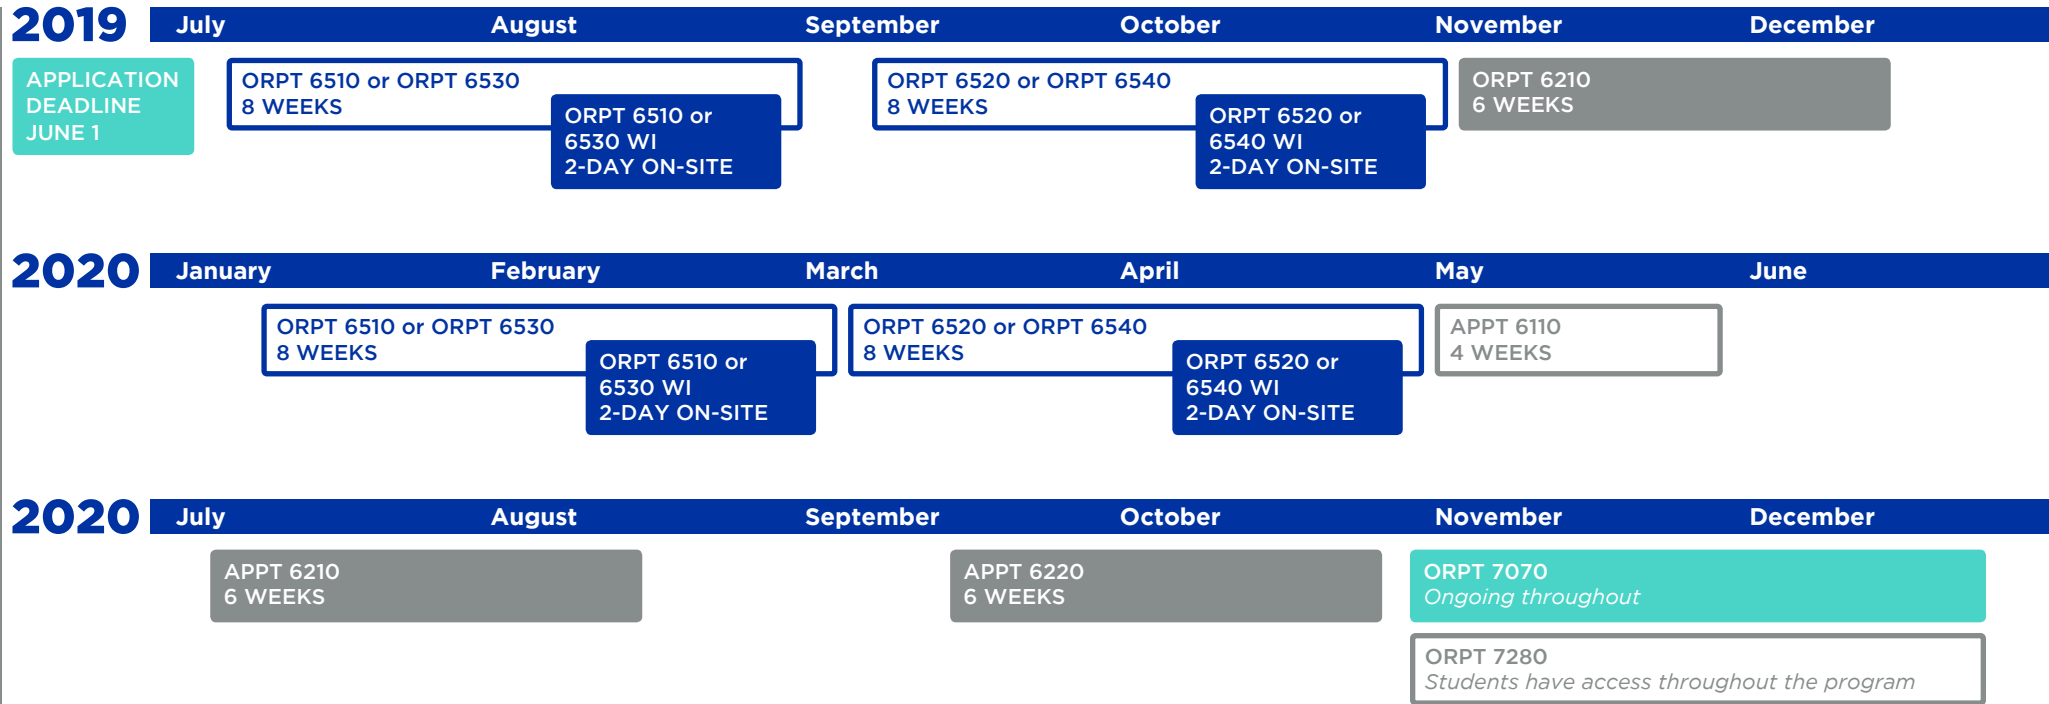 2019 July August September October November December
APPLICATION
DEADLINE
JUNE 1
ORPT 6510 or ORPT 6530
8 WEEKS
ORPT 6510 or
6530 WI
2-DAY ON-SITE
ORPT 6520 or ORPT 6540
8 WEEKS
ORPT 6520 or
6540 WI
2-DAY ON-SITE
ORPT 6210
6 WEEKS
2020 January February March April May June
ORPT 6510 or ORPT 6530
8 WEEKS
ORPT 6510 or
6530 WI
2-DAY ON-SITE
ORPT 6520 or ORPT 6540
8 WEEKS
ORPT 6520 or
6540 WI
2-DAY ON-SITE
APPT 6110
4 WEEKS
2020 July August September October November December
APPT 6210
6 WEEKS
APPT 6220
6 WEEKS
ORPT 7070
Ongoing throughout
ORPT 7280
Students have access throughout the program